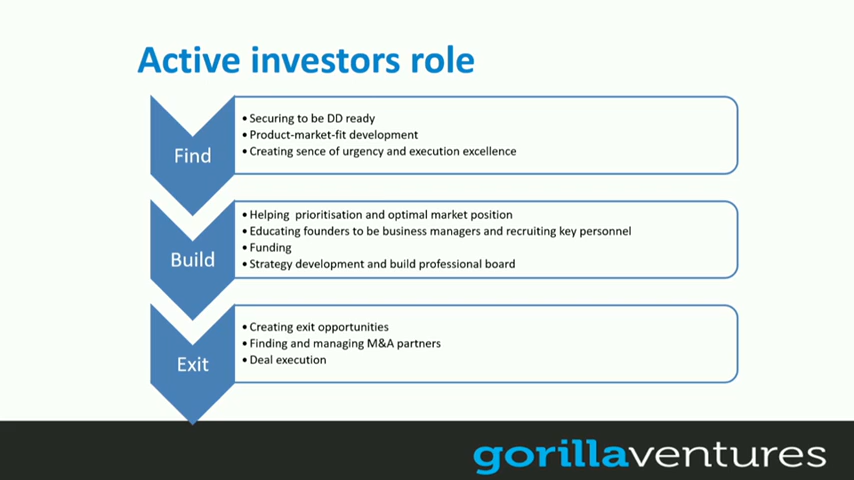 Active investors role
Find
• Securing to be DD ready
• Product-market-fit development
• Creating sence of urgency and execution excellence
Build
• Helping prioritisation and optimal market position
• Educating founders to be business managers and recruiting key personnel
• Funding
• Strategy development and build professional board
Exit
• Creating exit opportunities
• Finding and managing M&A partners
• Deal execution
gorillaventures